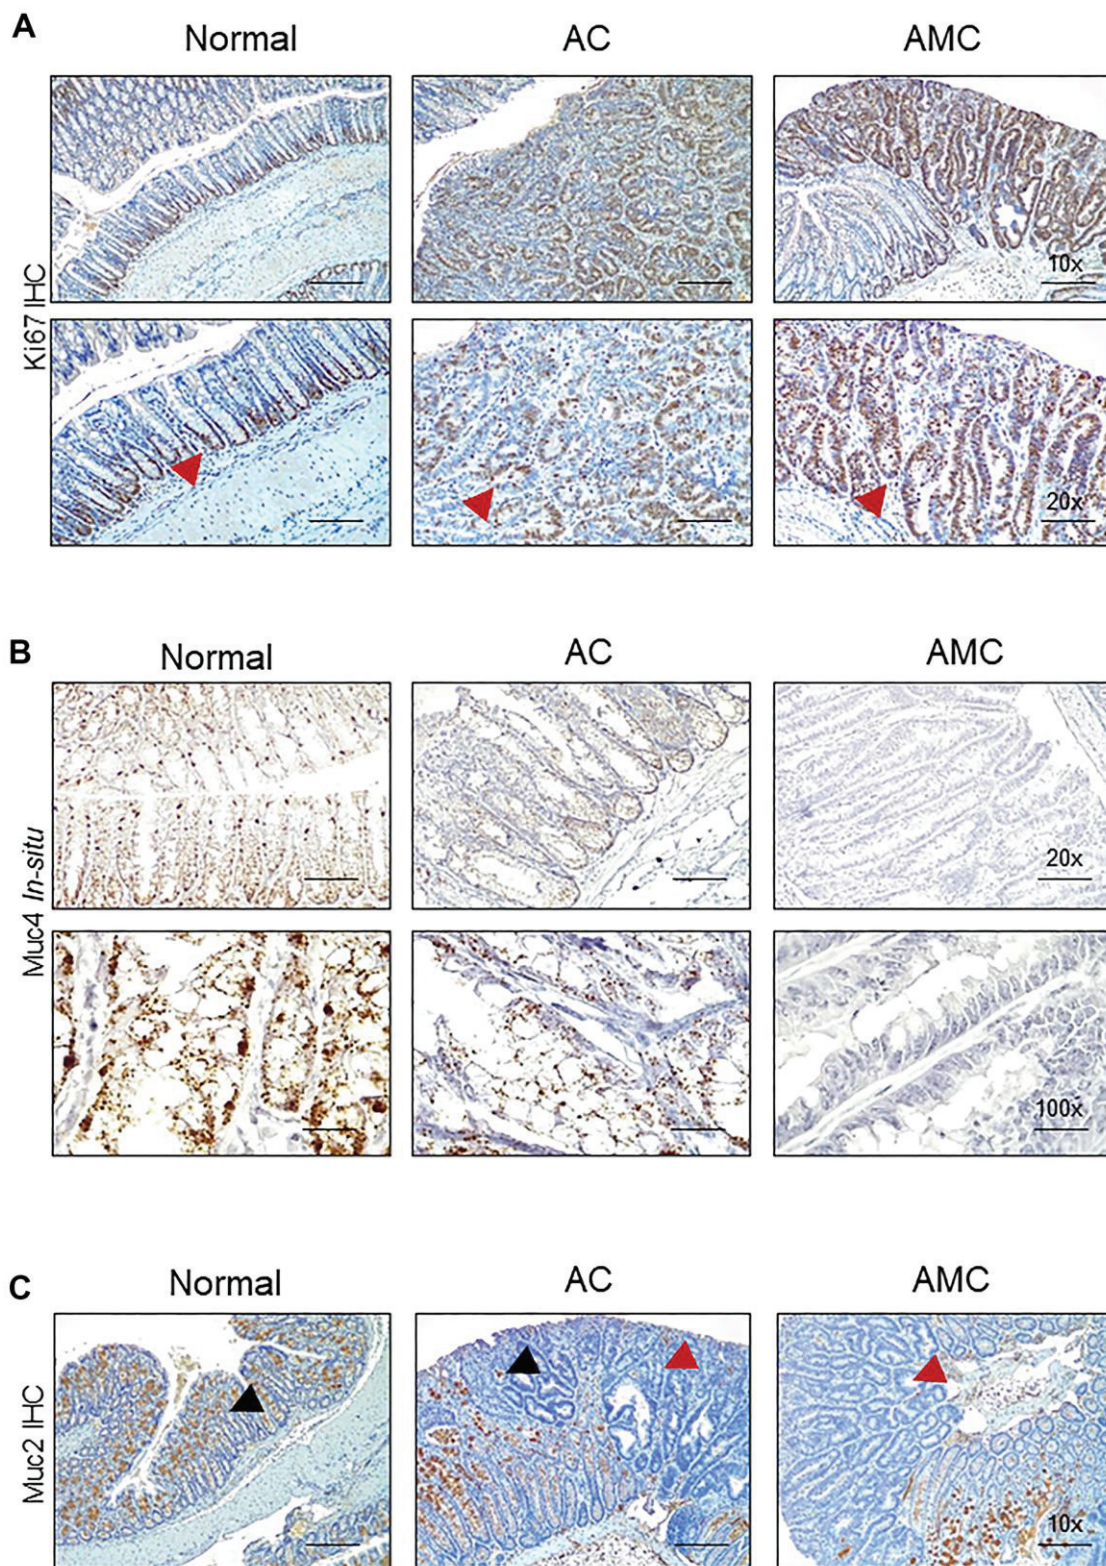 A
Normal
AC
AMC
Ki67 IHC
10x
20x
B
Normal
AC
AMC
Muc4 In-situ
20x
100x
C
Normal
AC
AMC
Muc2 IHC
10x